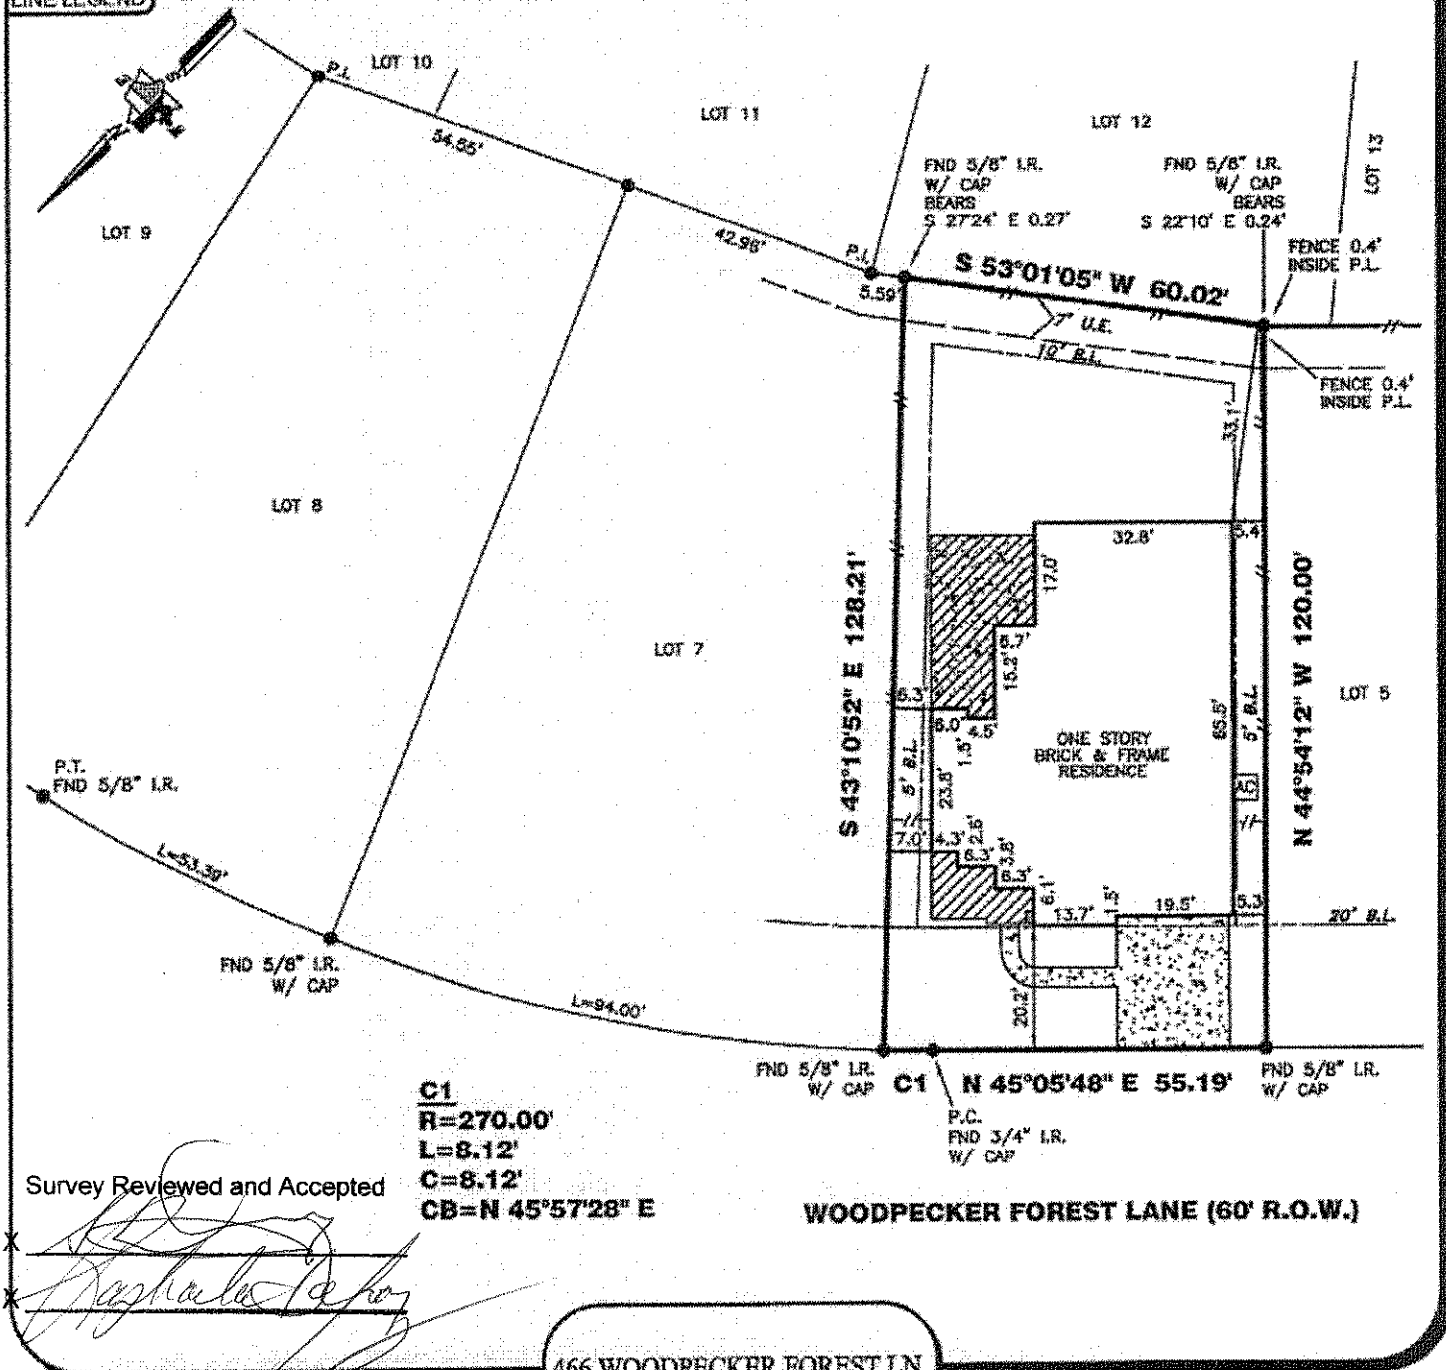 LINE LEGEND
P.I.
LOT 10
54.55'
LOT 11
LOT 12
LOT 13
LOT 9
FND 5/8" I.R.
W/ CAP
BEARS
S 27°24' E 0.27'
FND 5/8" I.R.
W/ CAP
BEARS
S 22°10' E 0.24'
FENCE 0.4'
INSIDE P.L.
42.98'
P.I.
5.59'
S 53°01'05" W 60.02'
7' U.E.
10' B.L.
FENCE 0.4'
INSIDE P.L.
33.1'
LOT 8
32.8'
5.4'
17.0'
S 43°10'52" E 128.21'
N 44°54'12" W 120.00'
LOT 7
6.7'
15.2'
LOT 5
6.3'
6.0'
4.5'
1.5'
5' B.L.
23.8'
ONE STORY
BRICK & FRAME
RESIDENCE
65.5'
5' B.L.
P.T.
FND 5/8" I.R.
7.0'
4.3'
2.6'
6.3'
3.8'
6.3'
6.1'
L=53.39'
13.7'
1.5'
19.5'
5.3'
20' B.L.
FND 5/8" I.R.
W/ CAP
L=94.00'
20.2'
FND 5/8" I.R.
W/ CAP
C1
N 45°05'48" E 55.19'
FND 5/8" I.R.
W/ CAP
P.C.
FND 3/4" I.R.
W/ CAP
C1
R=270.00'
L=8.12'
C=8.12'
CB=N 45°57'28" E
Survey Reviewed and Accepted
X
X
WOODPECKER FOREST LANE (60' R.O.W.)
466 WOODPECKER FOREST LN